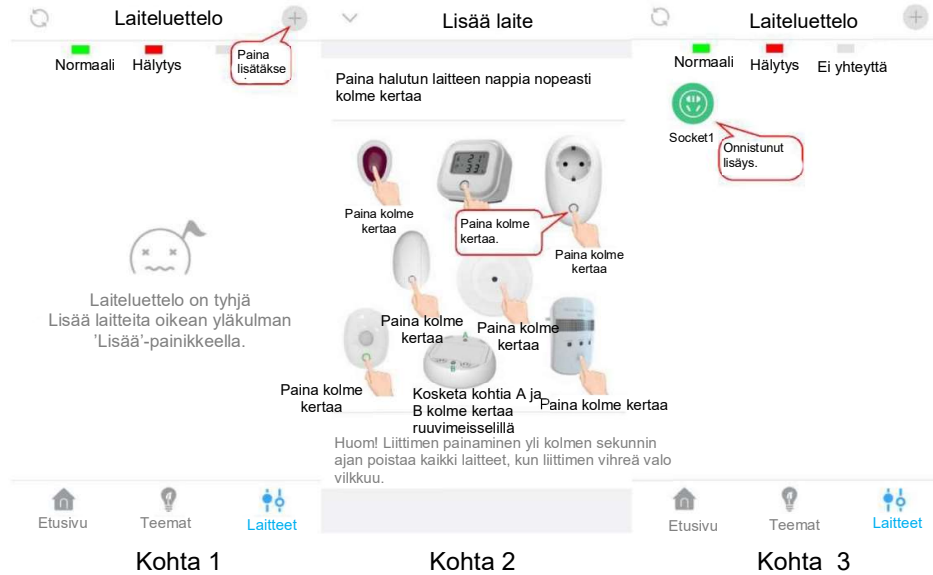 Laiteluettelo
Normaali
Hälytys
Paina
lisätäkse
Laiteluettelo on tyhjä
Lisää laitteita oikean yläkulman
’Lisää’-painikkeella.
Etusivu
Teemat
Laitteet
Kohta 1
Lisää laite
Paina halutun laitteen nappia nopeasti
kolme kertaa
Paina kolme
kertaa
Paina kolme
kertaa.
Paina kolme
kertaa
Paina kolme
kertaa
Paina kolme
kertaa
Paina kolme
kertaa
A
B
Kosketa kohtia A ja
B kolme kertaa
ruuvimeisselillä
Paina kolme kertaa
Huom! Liittimen painaminen yli kolmen sekunnin
ajan poistaa kaikki laitteet, kun liittimen vihreä valo
vilkkuu.
Kohta 2
Laiteluettelo
Normaali
Hälytys
Ei yhteyttä
Socket1
Onnistunut
lisäys.
Etusivu
Teemat
Laitteet
Kohta 3